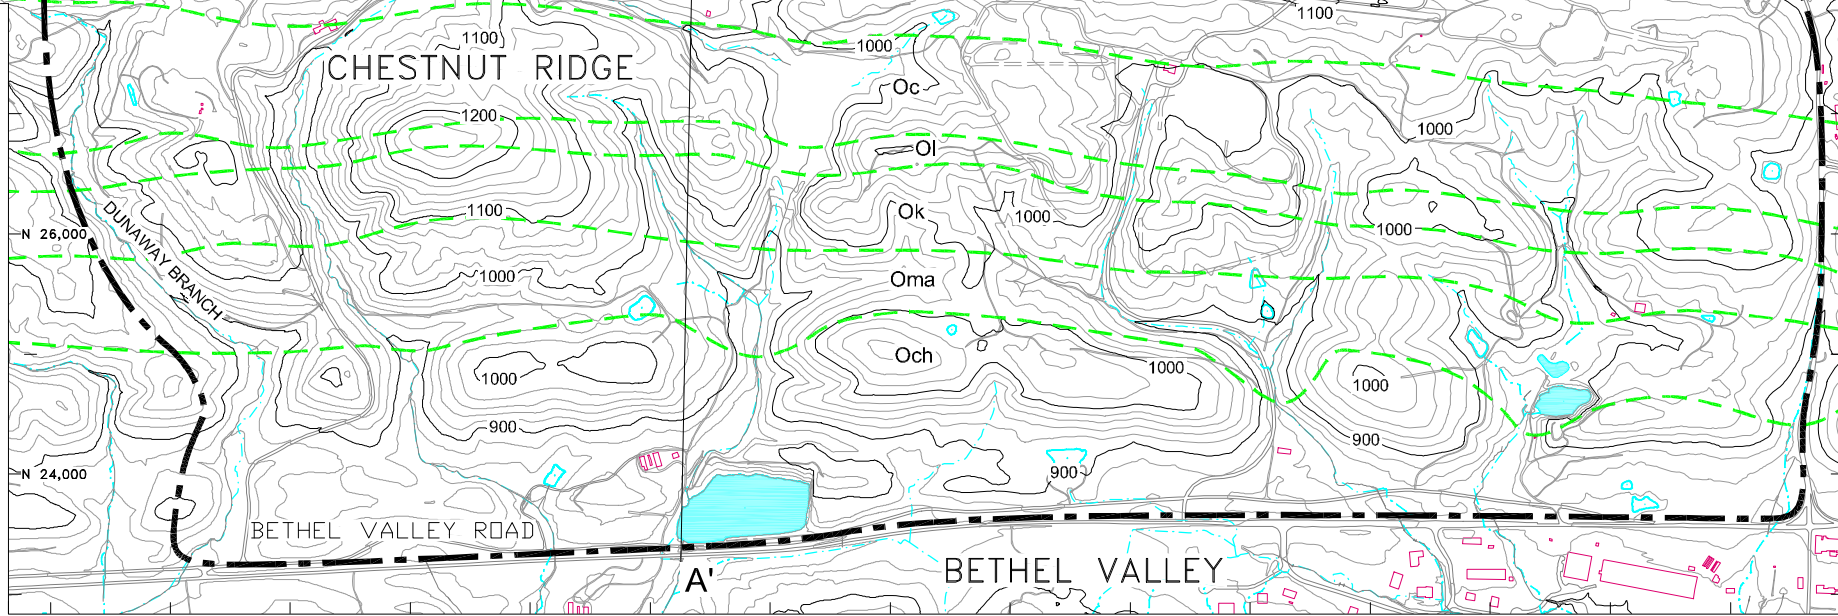 1100
1100
1000
CHESTNUT RIDGE
Oc
1200
1000
Ol
DUNAWAY BRANCH
1100
Ok
1000
N 26,000
1000
1000
Oma
Och
1000
1000
1000
900
900
N 24,000
900
BETHEL VALLEY ROAD
A'
BETHEL VALLEY